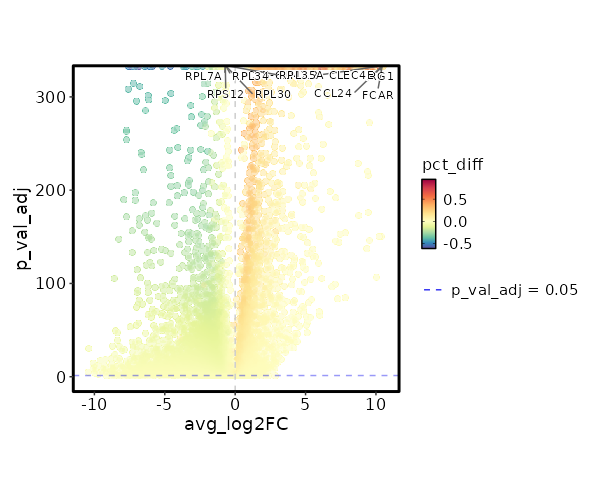 RPL7A RPL34 RPL35A CLEC4E
RPS12 RPL30 CCL24 FCAR
p_val_adj
300
200
100
0
-10 -5 0 5 10
avg_log2FC
pct_diff
0.5
0.0
-0.5
p_val_adj = 0.05